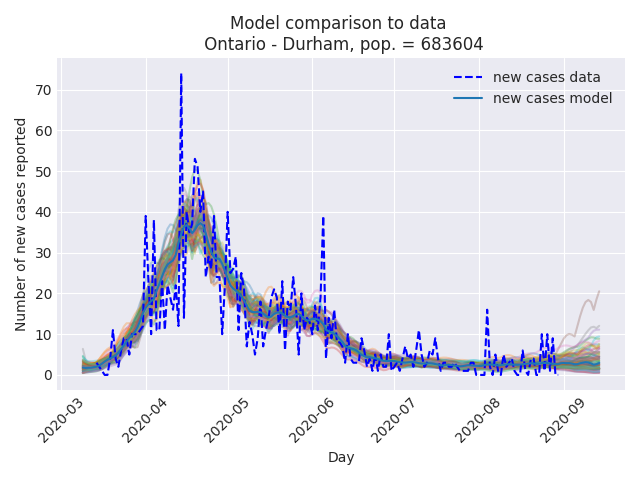 Model comparison to data
Ontario - Durham, pop. = 683604
new cases data
new cases model
Number of new cases reported
70
60
50
40
30
20
10
0
2020-03
2020-04
2020-05
2020-06
2020-07
2020-08
2020-09
Day